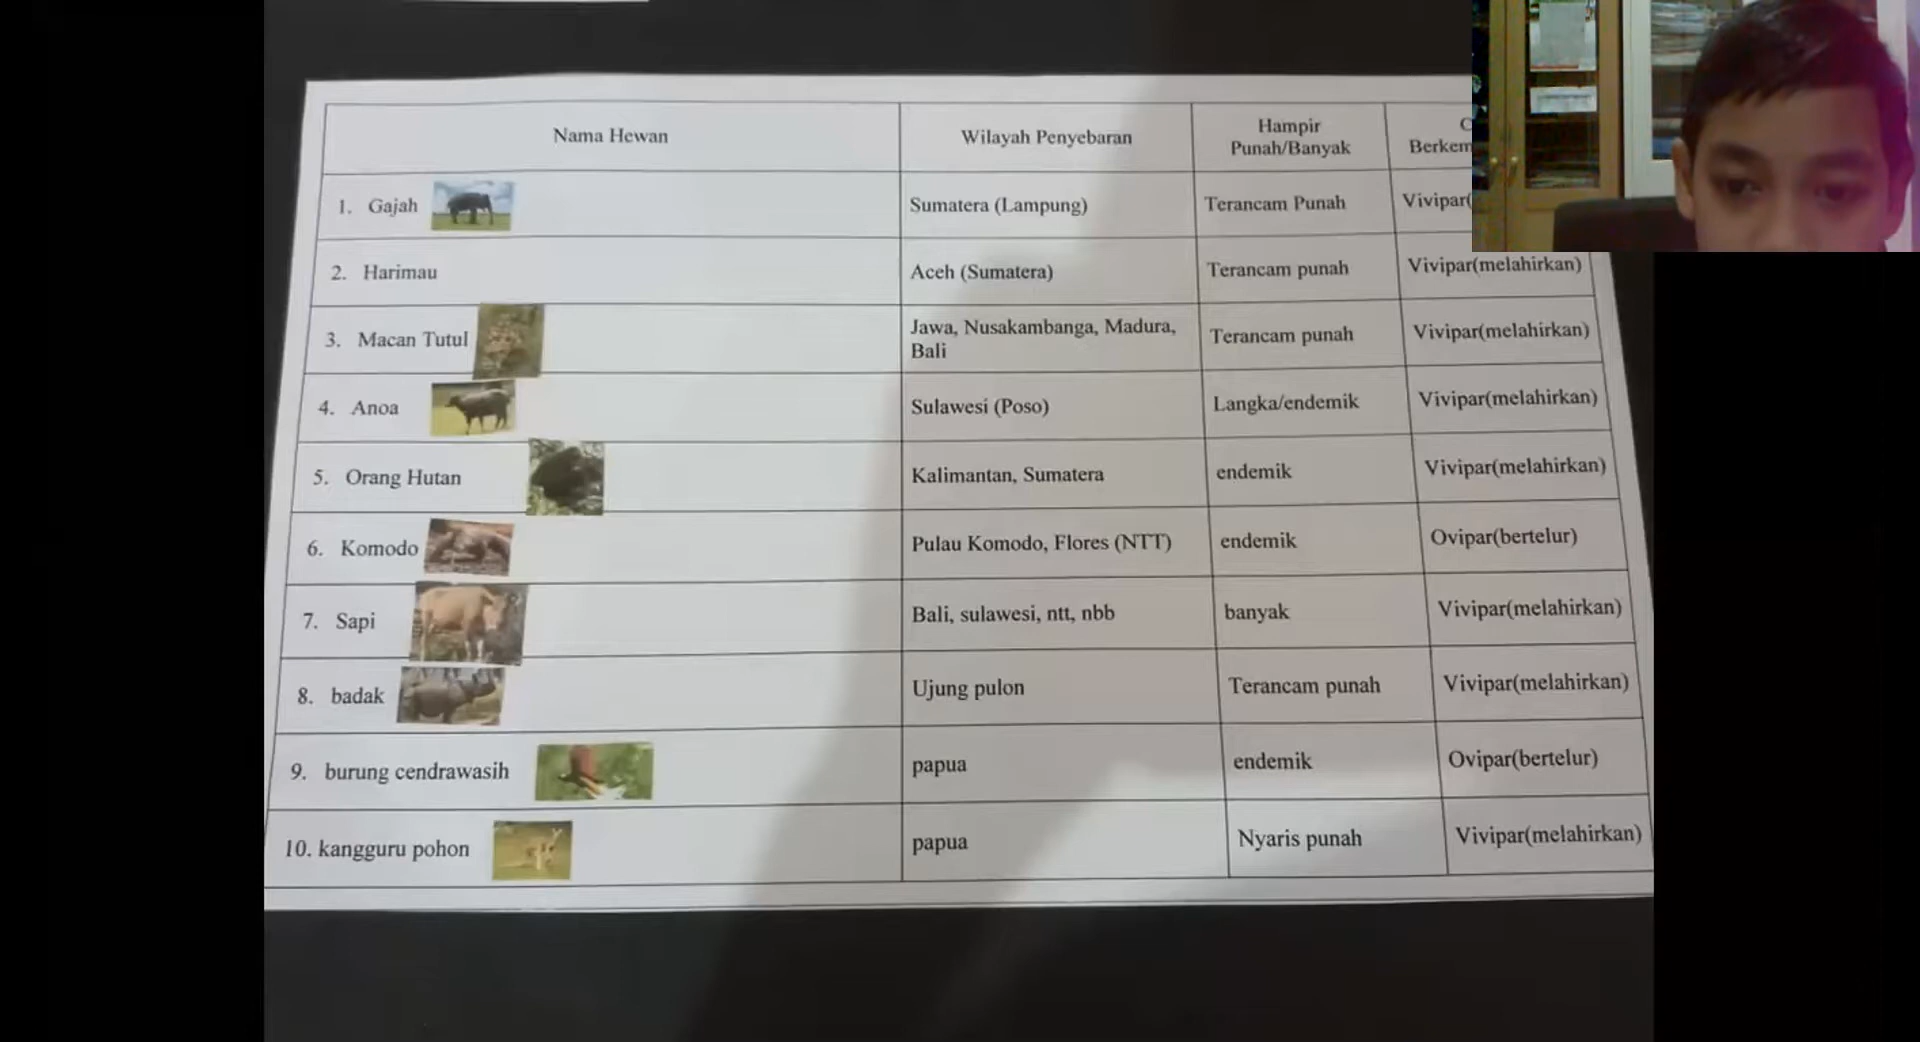 Nama Hewan
Wilayah Penyebaran
Hampir
Punah/Banyak
1. Gajah
Sumatera (Lampung)
Terancam Punah
Vivipar(
2. Harimau
Aceh (Sumatera)
Terancam punah
Vivipar(melahirkan)
3. Macan Tutul
Jawa, Nusakambanga, Madura,
Bali
Terancam punah
Vivipar(melahirkan)
4. Anoa
Sulawesi (Poso)
Langka/endemik
Vivipar(melahirkan)
5. Orang Hutan
Kalimantan, Sumatera
endemik
Vivipar(melahirkan)
6. Komodo
Pulau Komodo, Flores (NTT)
endemik
Ovipar(bertelur)
7. Sapi
Bali, sulawesi, ntt, nbb
banyak
Vivipar(melahirkan)
8. badak
Ujung pulon
Terancam punah
Vivipar(melahirkan)
9. burung cendrawasih
papua
endemik
Ovipar(bertelur)
10. kangguru pohon
papua
Nyaris punah
Vivipar(melahirkan)